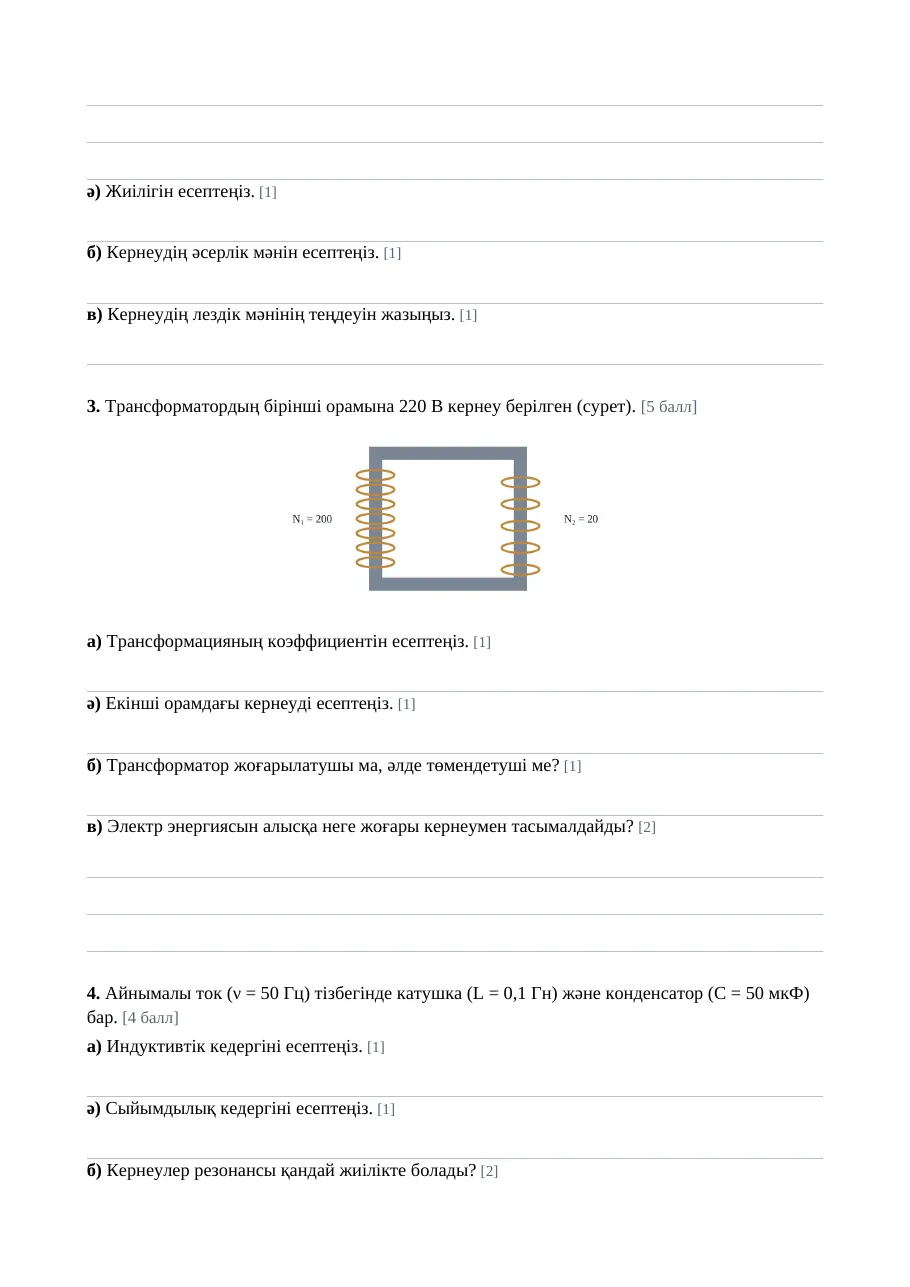 ә) Жиілігін есептеңіз. [1]
б) Кернеудің әсерлік мәнін есептеңіз. [1]
в) Кернеудің лездік мәнінің теңдеуін жазыңыз. [1]
3. Трансформатордың бірінші орамына 220 В кернеу берілген (сурет). [5 балл]
N₁ = 200
N₂ = 20
а) Трансформацияның коэффициентін есептеңіз. [1]
ә) Екінші орамдағы кернеуді есептеңіз. [1]
б) Трансформатор жоғарылатушы ма, әлде төмендетуші ме? [1]
в) Электр энергиясын алысқа неге жоғары кернеумен тасымалдайды? [2]
4. Айнымалы ток (ν = 50 Гц) тізбегінде катушка (L = 0,1 Гн) және конденсатор (C = 50 мкФ)
бар. [4 балл]
а) Индуктивтік кедергіні есептеңіз. [1]
ә) Сыйымдылық кедергіні есептеңіз. [1]
б) Кернеулер резонансы қандай жиілікте болады? [2]